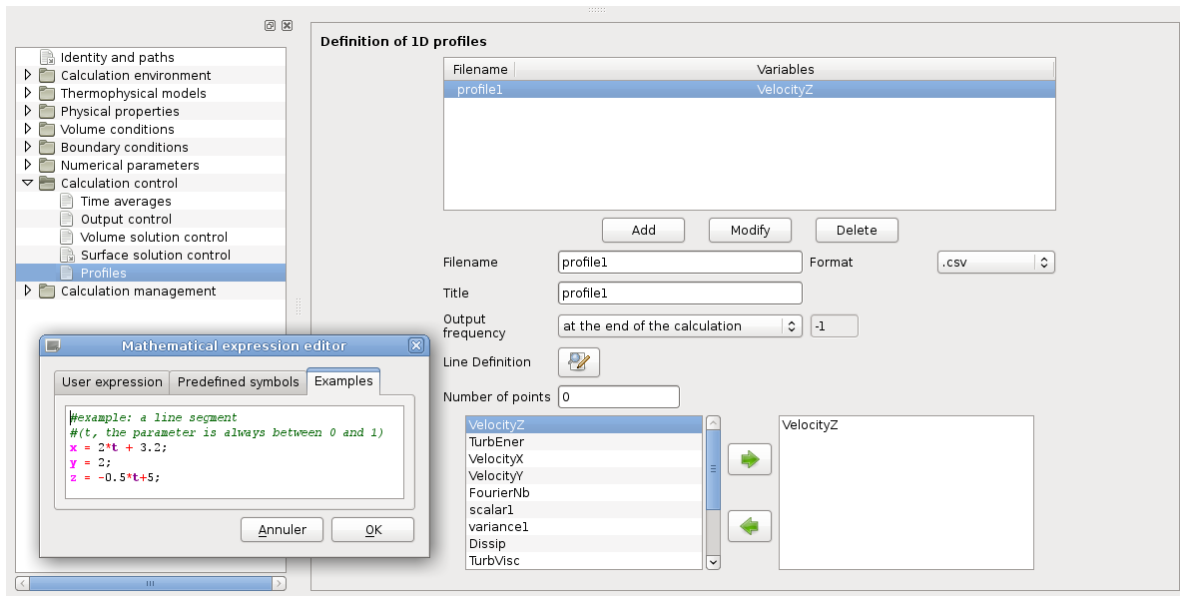 Identity and paths
Calculation environment
Thermophysical models
Physical properties
Volume conditions
Boundary conditions
Numerical parameters
Calculation control
Time averages
Output control
Volume solution control
Surface solution control
Profiles
Calculation management
Mathematical expression editor
User expression Predefined symbols Examples
#example: a line segment
#(t, the parameter is always between 0 and 1)
x = 2*t + 3.2;
y = 2;
z = -0.5*t+5;
Annuler OK
Definition of 1D profiles
Filename Variables
profile1 VelocityZ
Add Modify Delete
Filename profile1 Format .csv
Title profile1
Output
frequency at the end of the calculation -1
Line Definition
Number of points 0
VelocityZ
TurbEner
VelocityX
VelocityY
FourierNb
scalar1
variance1
Dissip
TurbVisc
VelocityZ